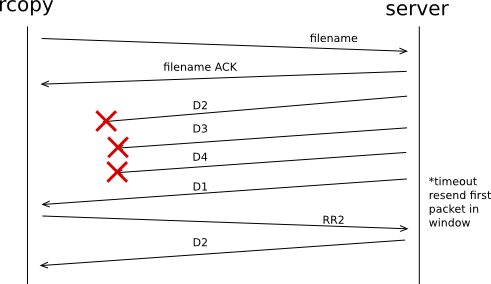 rcopy
server
filename
filename ACK
D2
D3
D4
D1
*timeout
resend first
packet in
window
RR2
D2